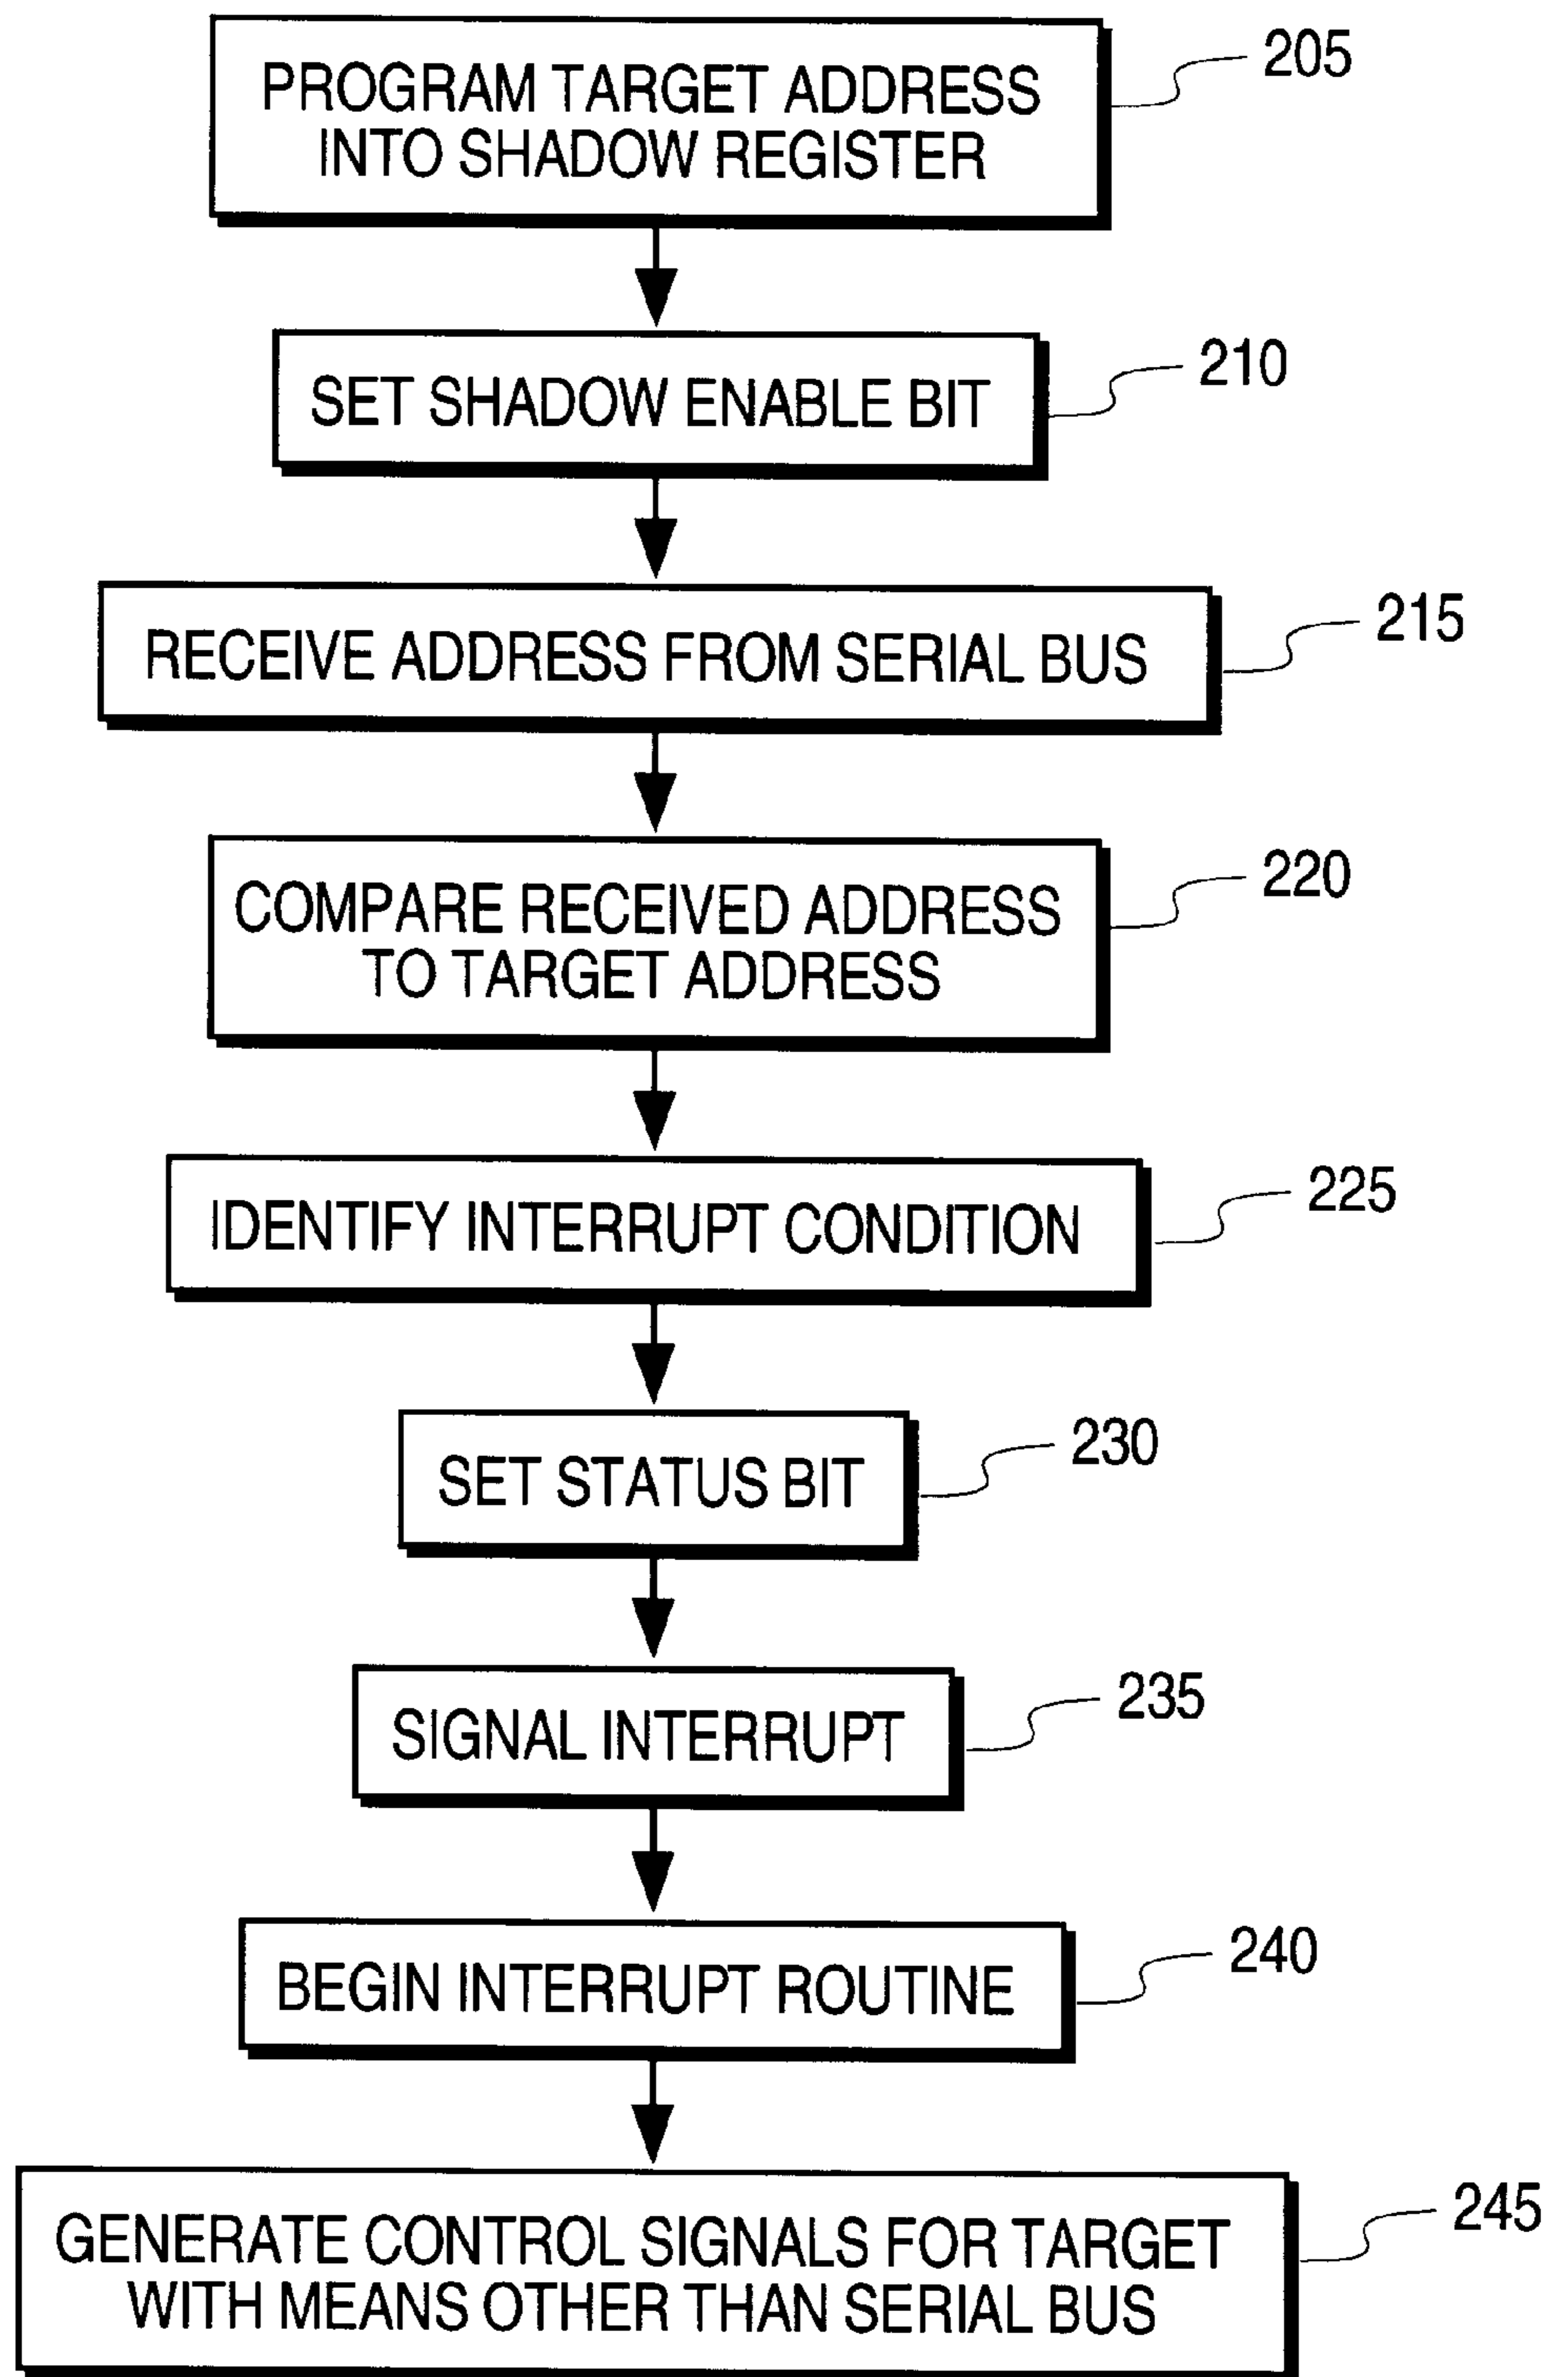 PROGRAM TARGET ADDRESS
INTO SHADOW REGISTER
205
SET SHADOW ENABLE BIT
210
RECEIVE ADDRESS FROM SERIAL BUS
215
COMPARE RECEIVED ADDRESS
TO TARGET ADDRESS
220
IDENTIFY INTERRUPT CONDITION
225
SET STATUS BIT
230
SIGNAL INTERRUPT
235
BEGIN INTERRUPT ROUTINE
240
GENERATE CONTROL SIGNALS FOR TARGET
WITH MEANS OTHER THAN SERIAL BUS
245